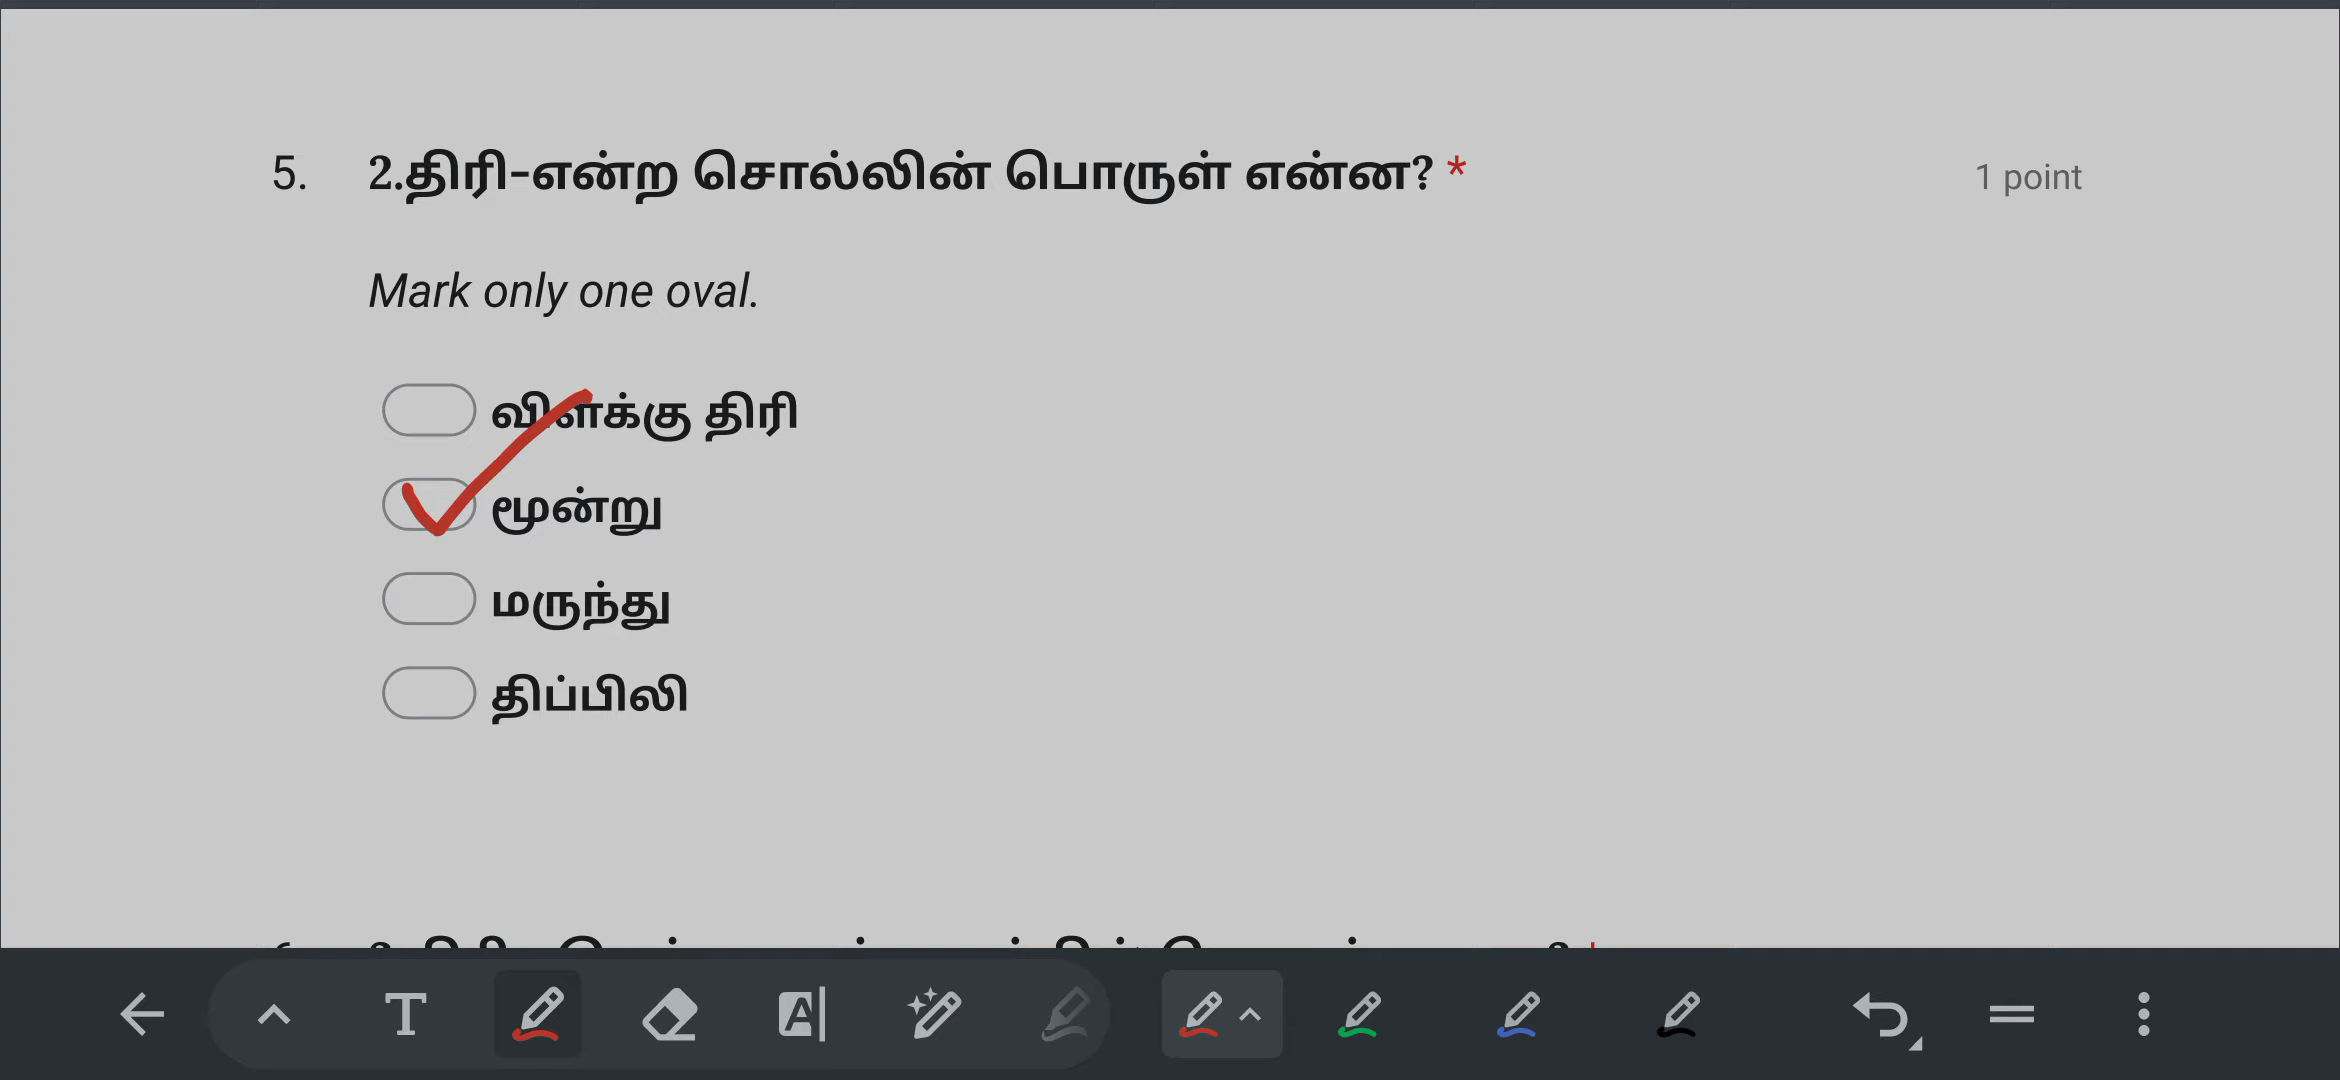 5. 2.திரி-என்ற சொல்லின் பொருள் என்ன? * 1 point
Mark only one oval.
விளக்கு திரி
மூன்று
மருந்து
திப்பிலி